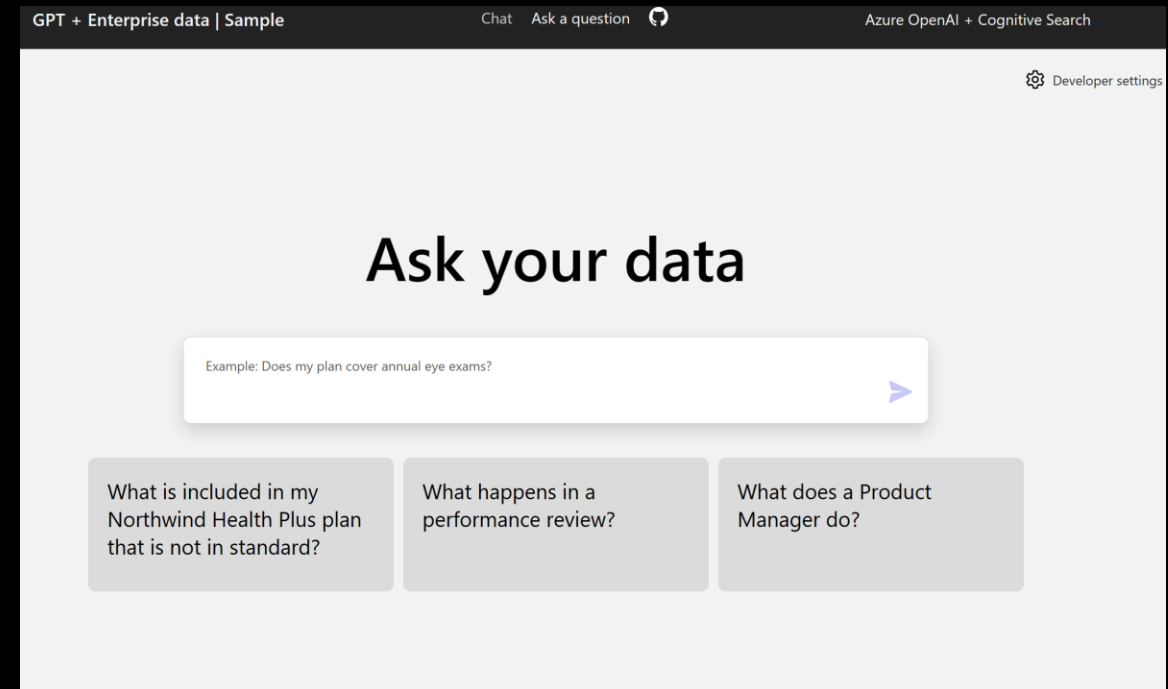 GPT + Enterprise data | Sample
Chat
Ask a question
Azure OpenAI + Cognitive Search
Developer settings
Ask your data
Example: Does my plan cover annual eye exams?
What is included in my
Northwind Health Plus plan
that is not in standard?
What happens in a
performance review?
What does a Product
Manager do?